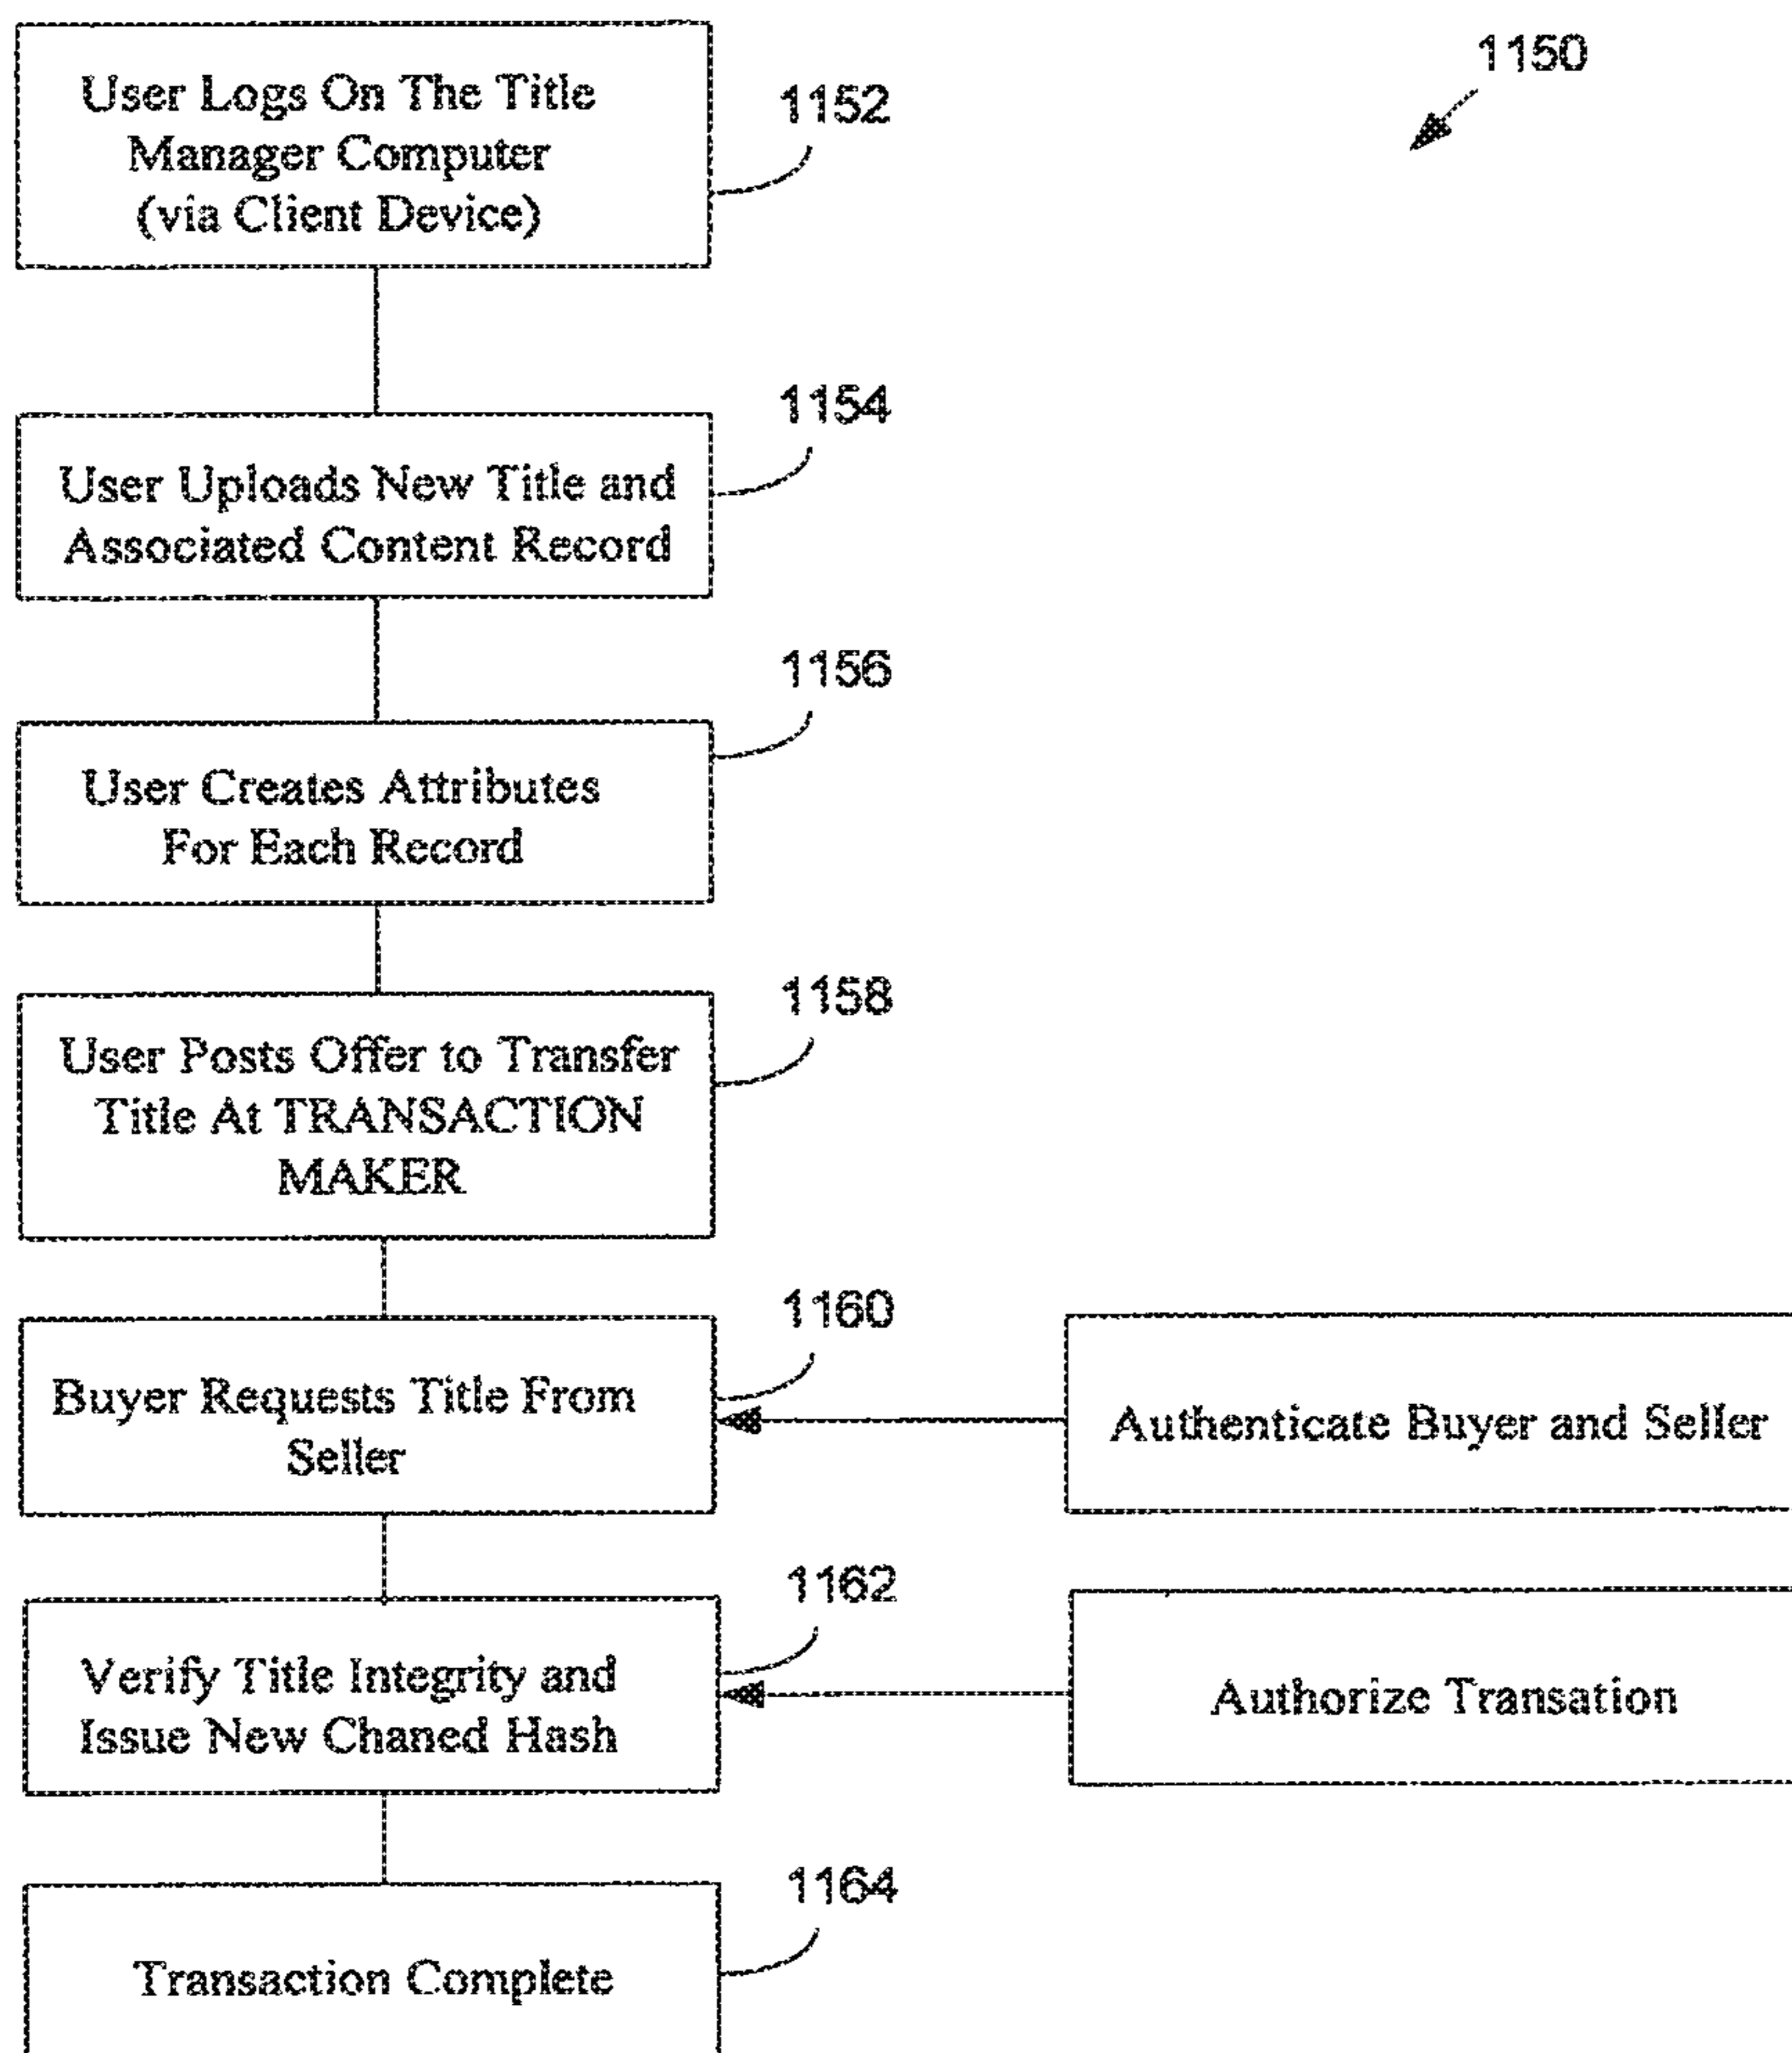 1150
User Logs On The Title
Manager Computer
(via Client Device)
1152
User Uploads New Title and
Associated Content Record
1154
User Creates Attributes
For Each Record
1156
User Posts Offer to Transfer
Title At TRANSACTION
MAKER
1158
Buyer Requests Title From
Seller
1160
Authenticate Buyer and Seller
Verify Title Integrity and
Issue New Chaned Hash
1162
Authorize Transation
Transaction Complete
1164